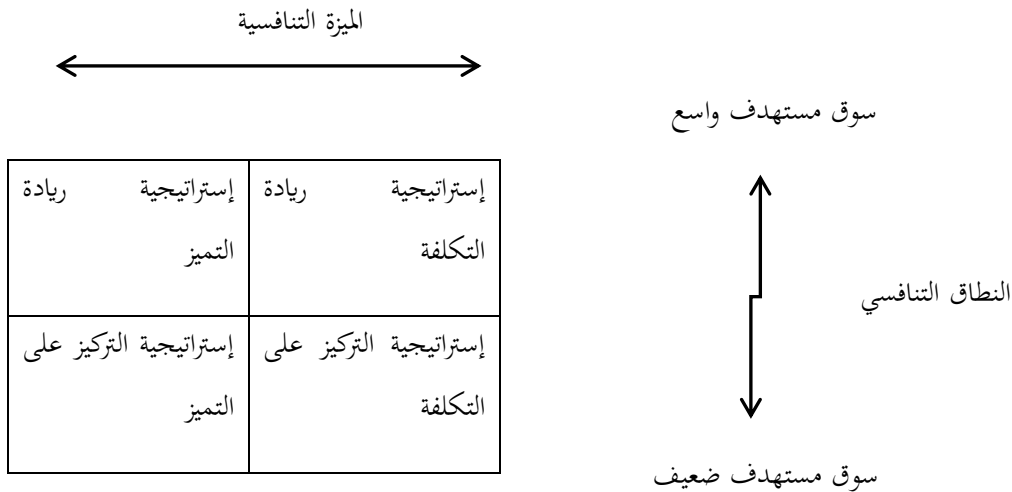 الميزة التنافسية
سوق مستهدف واسع
إستراتيجية ريادة
التكلفة
إستراتيجية ريادة
التميز
النطاق التنافسي
إستراتيجية التركيز على
التكلفة
إستراتيجية التركيز على
التميز
سوق مستهدف ضعيف